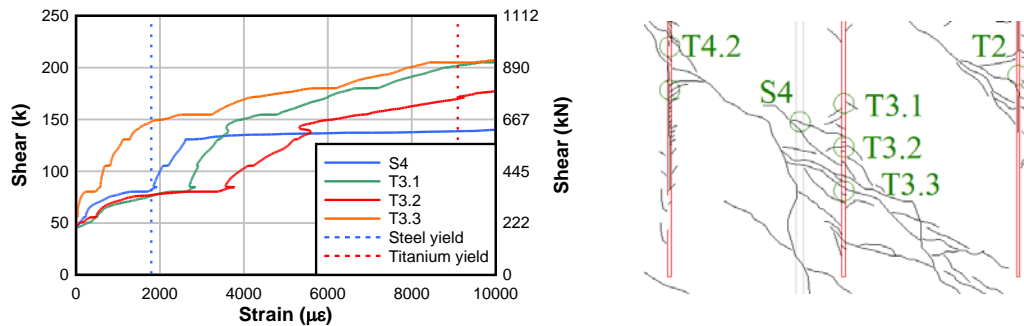 250
200
150
100
50
0
Shear (k)
1112
890
667
445
222
0
Shear (kN)
0
2000
4000
6000
8000
10000
Strain (με)
S4
T3.1
T3.2
T3.3
Steel yield
Titanium yield
T4.2
T2
S4
T3.1
T3.2
T3.3